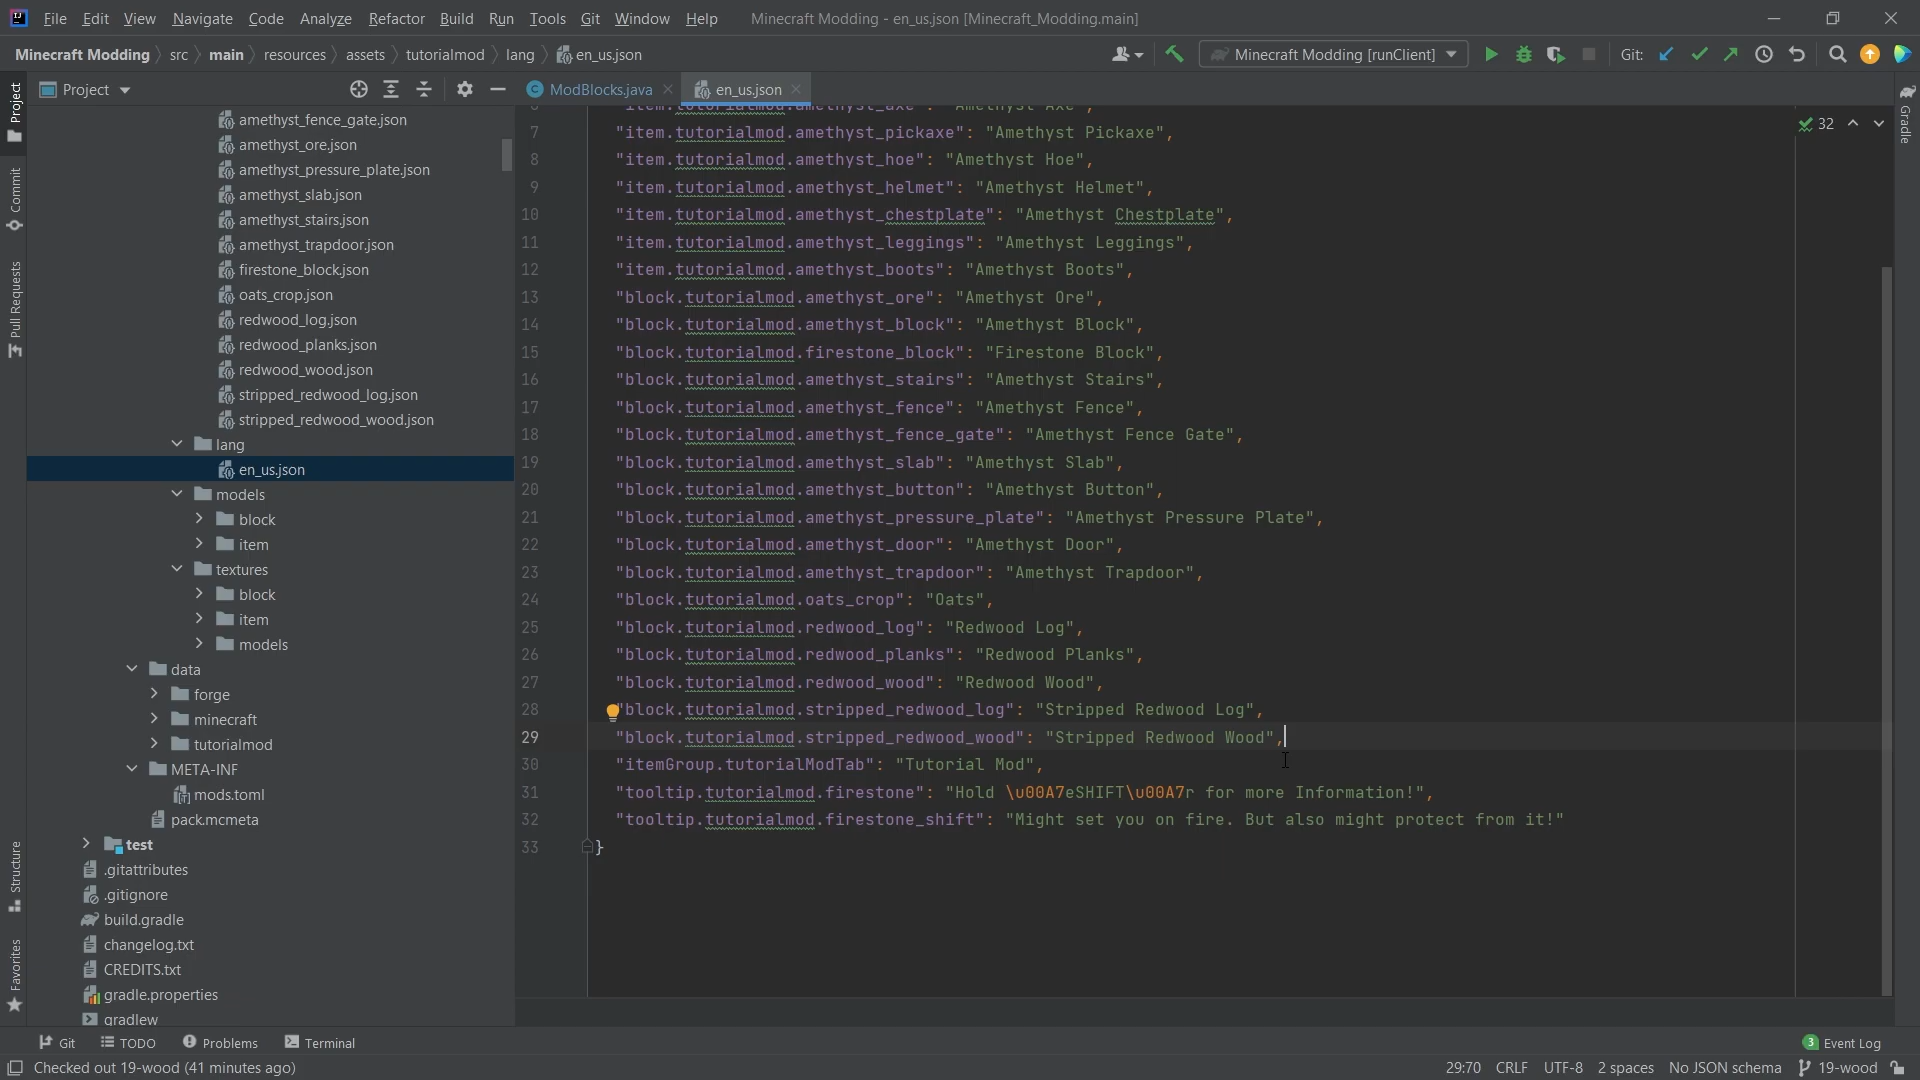 File Edit View Navigate Code Analyze Refactor Build Run Tools Git Window Help Minecraft Modding - en_us.json [Minecraft_Modding.main]
Minecraft Modding src main resources assets tutorialmod lang en_us.json Minecraft Modding [runClient] Git:
Project ModBlocks.java en_us.json
Project
Commit
Pull Requests
Structure
Favorites
Gradle
amethyst_fence_gate.json
amethyst_ore.json
amethyst_pressure_plate.json
amethyst_slab.json
amethyst_stairs.json
amethyst_trapdoor.json
firestone_block.json
oats_crop.json
redwood_log.json
redwood_planks.json
redwood_wood.json
stripped_redwood_log.json
stripped_redwood_wood.json
lang
en_us.json
models
block
item
textures
block
item
models
data
forge
minecraft
tutorialmod
META-INF
mods.toml
pack.mcmeta
test
.gitattributes
.gitignore
build.gradle
changelog.txt
CREDITS.txt
gradle.properties
gradlew
32
6 "item.tutorialmod.amethyst_axe": "Amethyst Axe",
7 "item.tutorialmod.amethyst_pickaxe": "Amethyst Pickaxe",
8 "item.tutorialmod.amethyst_hoe": "Amethyst Hoe",
9 "item.tutorialmod.amethyst_helmet": "Amethyst Helmet",
10 "item.tutorialmod.amethyst_chestplate": "Amethyst Chestplate",
11 "item.tutorialmod.amethyst_leggings": "Amethyst Leggings",
12 "item.tutorialmod.amethyst_boots": "Amethyst Boots",
13 "block.tutorialmod.amethyst_ore": "Amethyst Ore",
14 "block.tutorialmod.amethyst_block": "Amethyst Block",
15 "block.tutorialmod.firestone_block": "Firestone Block",
16 "block.tutorialmod.amethyst_stairs": "Amethyst Stairs",
17 "block.tutorialmod.amethyst_fence": "Amethyst Fence",
18 "block.tutorialmod.amethyst_fence_gate": "Amethyst Fence Gate",
19 "block.tutorialmod.amethyst_slab": "Amethyst Slab",
20 "block.tutorialmod.amethyst_button": "Amethyst Button",
21 "block.tutorialmod.amethyst_pressure_plate": "Amethyst Pressure Plate",
22 "block.tutorialmod.amethyst_door": "Amethyst Door",
23 "block.tutorialmod.amethyst_trapdoor": "Amethyst Trapdoor",
24 "block.tutorialmod.oats_crop": "Oats",
25 "block.tutorialmod.redwood_log": "Redwood Log",
26 "block.tutorialmod.redwood_planks": "Redwood Planks",
27 "block.tutorialmod.redwood_wood": "Redwood Wood",
28 "block.tutorialmod.stripped_redwood_log": "Stripped Redwood Log",
29 "block.tutorialmod.stripped_redwood_wood": "Stripped Redwood Wood",
30 "itemGroup.tutorialModTab": "Tutorial Mod",
31 "tooltip.tutorialmod.firestone": "Hold \u00A7eSHIFT\u00A7r for more Information!",
32 "tooltip.tutorialmod.firestone_shift": "Might set you on fire. But also might protect from it!"
33 }
Git TODO Problems Terminal 3 Event Log
Checked out 19-wood (41 minutes ago) 29:70 CRLF UTF-8 2 spaces No JSON schema 19-wood